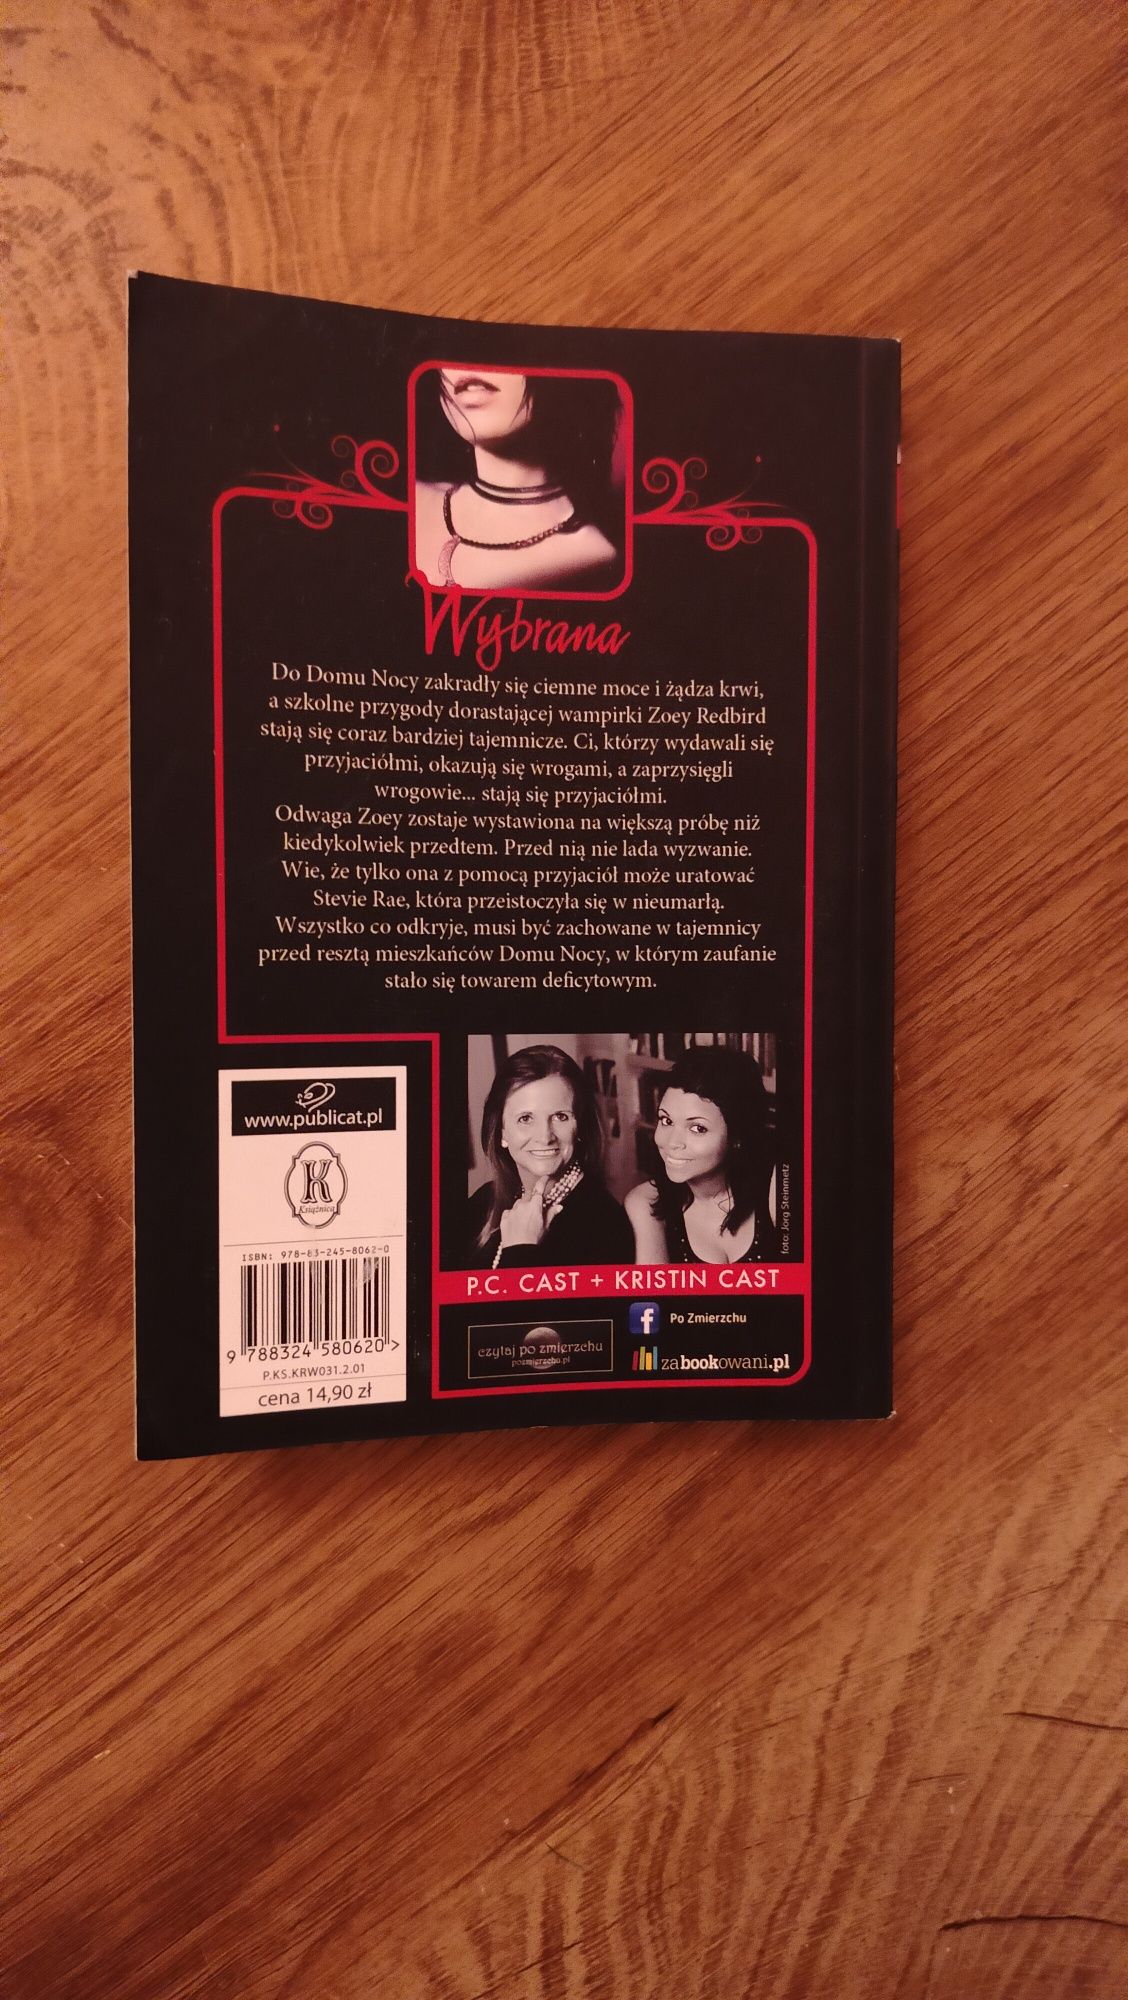 Wybrana
Do Domu Nocy zakradły się ciemne moce i żądza krwi,
a szkolne przygody dorastającej wampirki Zoey Redbird
stają się coraz bardziej tajemnicze. Ci, którzy wydawali się
przyjaciółmi, okazują się wrogami, a zaprzysięgli
wrogowie... stają się przyjaciółmi.
Odwaga Zoey zostaje wystawiona na większą próbę niż
kiedykolwiek przedtem. Przed nią nie lada wyzwanie.
Wie, że tylko ona z pomocą przyjaciół może uratować
Stevie Rae, która przeistoczyła się w nieumarłą.
Wszystko co odkryje, musi być zachowane w tajemnicy
przed resztą mieszkańców Domu Nocy, w którym zaufanie
stało się towarem deficytowym.
www.publicat.pl
K
Książnica
ISBN: 978-83-245-8062-0
9 788324 580620 >
P.KS.KRW031.2.01
cena 14,90 zł
foto: Jorg Steinmetz
P.C. CAST + KRISTIN CAST
czytaj po zmierzchu
pozmierzchu.pl
f Po Zmierzchu
zabookowani.pl